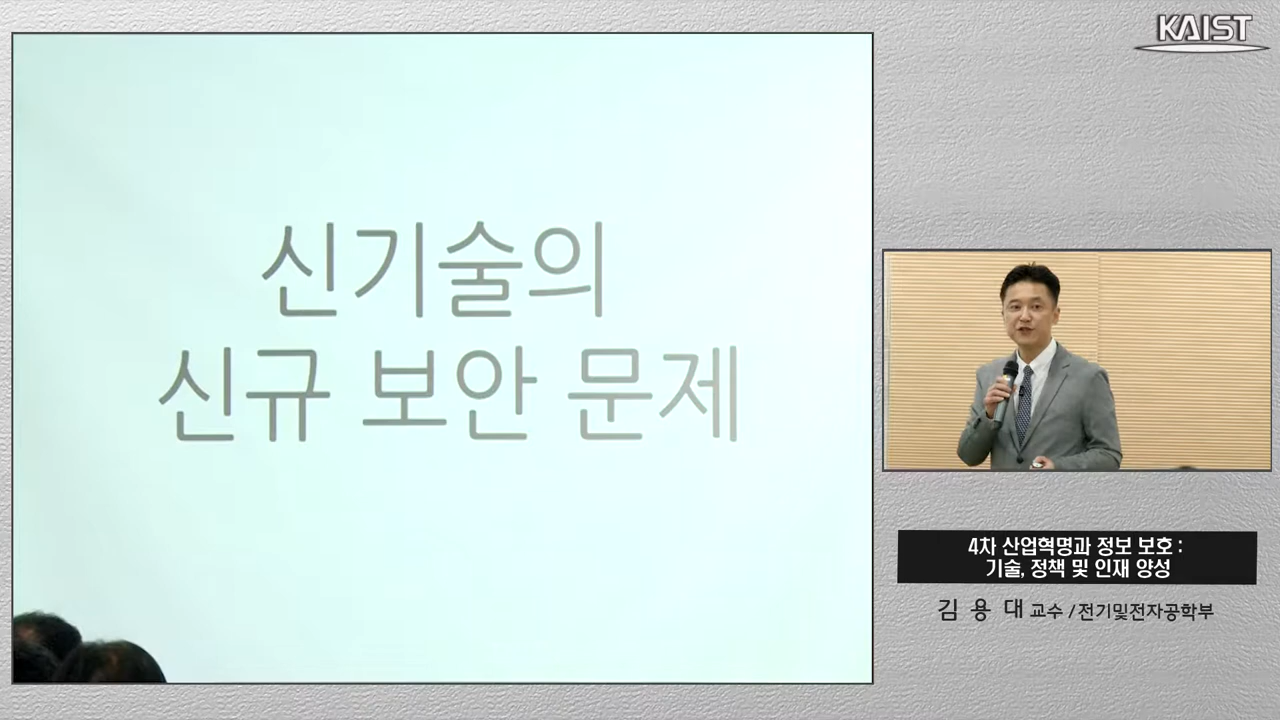 KAIST
신기술의
신규 보안 문제
4차 산업혁명과 정보 보호 :
기술, 정책 및 인재 양성
김 용 대 교수 / 전기및전자공학부